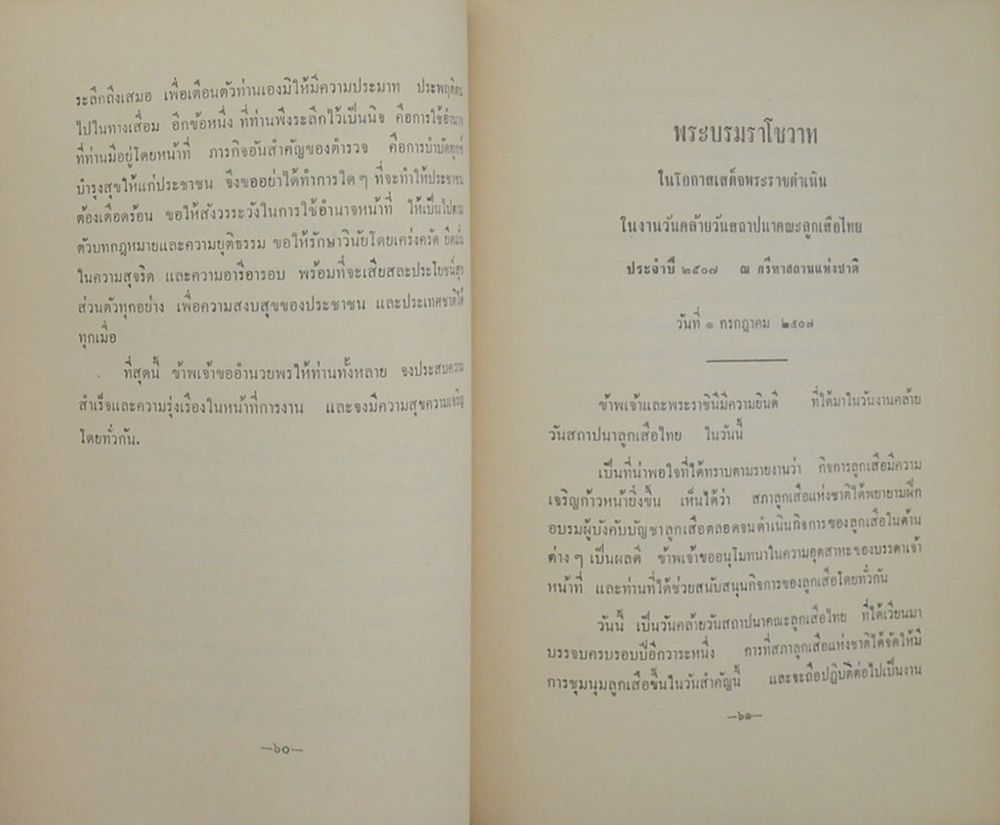 ระลึกถึงเสมอ เพื่อเตือนตัวท่านเองมิให้มีความประมาท ประพฤติตน
ไปในทางเสื่อม อีกข้อหนึ่ง ที่ท่านพึงระลึกไว้เป็นนิจ คือการใช้อำนาจ
ที่ท่านมีอยู่โดยหน้าที่ ภารกิจอันสำคัญของตำรวจ คือการบำบัดทุกข์
บำรุงสุขให้แก่ประชาชน จึงขออย่าได้ทำการใด ๆ ที่จะทำให้ประชาชน
ต้องเดือดร้อน ขอให้สังวรระวังในการใช้อำนาจหน้าที่ ให้เป็นไปตาม
ตัวบทกฎหมายและความยุติธรรม ขอให้รักษาวินัยโดยเคร่งครัด ยึดมั่น
ในความสุจริต และความอารีอารอบ พร้อมที่จะเสียสละประโยชน์สุข
ส่วนตัวทุกอย่าง เพื่อความสงบสุขของประชาชน และประเทศชาติได้
ทุกเมื่อ
ที่สุดนี้ ข้าพเจ้าขออำนวยพรให้ท่านทั้งหลาย จงประสบความ
สำเร็จและความรุ่งเรืองในหน้าที่การงาน และจงมีความสุขความเจริญ
โดยทั่วกัน.
—๖๐—
พระบรมราโชวาท
ในโอกาสเสด็จพระราชดำเนิน
ในงานวันคล้ายวันสถาปนาคณะลูกเสือไทย
ประจำปี ๒๕๐๗ ณ กรีฑาสถานแห่งชาติ
วันที่ ๑ กรกฎาคม ๒๕๐๗
ข้าพเจ้าและพระราชินีมีความยินดี ที่ได้มาในวันงานคล้าย
วันสถาปนาลูกเสือไทย ในวันนี้
เป็นที่น่าพอใจที่ได้ทราบตามรายงานว่า กิจการลูกเสือมีความ
เจริญก้าวหน้ายิ่งขึ้น เห็นได้ว่า สภาลูกเสือแห่งชาติได้พยายามฝึก
อบรมผู้บังคับบัญชาลูกเสือตลอดจนดำเนินกิจการของลูกเสือในด้าน
ต่าง ๆ เป็นผลดี ข้าพเจ้าขออนุโมทนาในความอุตสาหะของบรรดาเจ้า
หน้าที่ และท่านที่ได้ช่วยสนับสนุนกิจการของลูกเสือโดยทั่วกัน
วันนี้ เป็นวันคล้ายวันสถาปนาคณะลูกเสือไทย ที่ได้เวียนมา
บรรจบครบรอบปีอีกวาระหนึ่ง การที่สภาลูกเสือแห่งชาติได้จัดให้มี
การชุมนุมลูกเสือขึ้นในวันสำคัญนี้ และจะถือปฏิบัติต่อไปเป็นงาน
—๖๑—